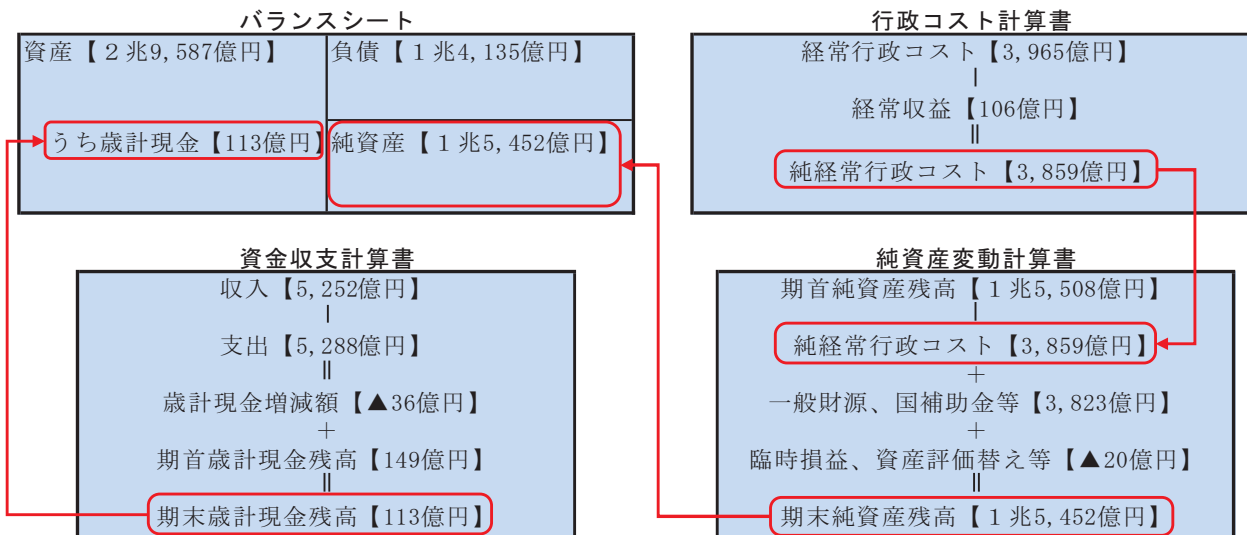 バランスシート
資産【２兆9,587億円】
負債【１兆4,135億円】
うち歳計現金【113億円】
純資産【１兆5,452億円】
行政コスト計算書
経常行政コスト【3,965億円】
－
経常収益【106億円】
＝
純経常行政コスト【3,859億円】
資金収支計算書
収入【5,252億円】
－
支出【5,288億円】
＝
歳計現金増減額【▲36億円】
＋
期首歳計現金残高【149億円】
＝
期末歳計現金残高【113億円】
純資産変動計算書
期首純資産残高【１兆5,508億円】
－
純経常行政コスト【3,859億円】
＋
一般財源、国補助金等【3,823億円】
＋
臨時損益、資産評価替え等【▲20億円】
＝
期末純資産残高【１兆5,452億円】